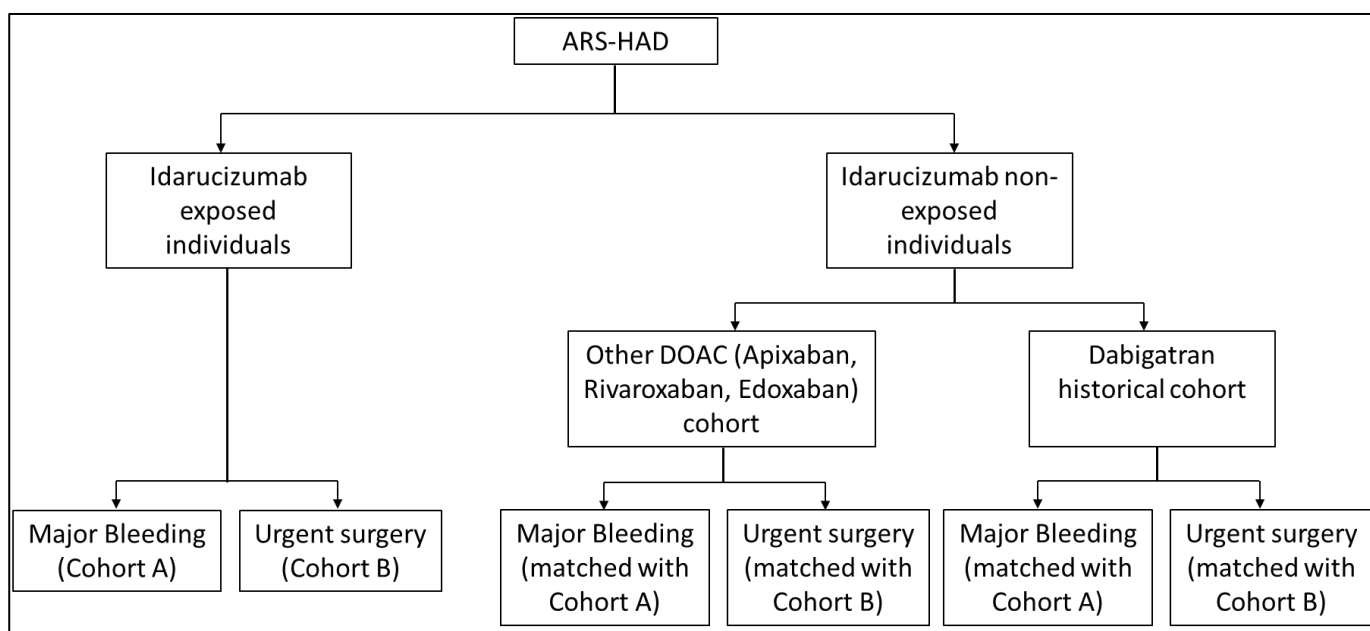 ARS-HAD
Idarucizumab
exposed
individuals
Idarucizumab non-
exposed
individuals
Other DOAC (Apixaban,
Rivaroxaban, Edoxaban)
cohort
Dabigatran
historical cohort
Major Bleeding
(Cohort A)
Urgent surgery
(Cohort B)
Major Bleeding
(matched with
Cohort A)
Urgent surgery
(matched with
Cohort B)
Major Bleeding
(matched with
Cohort A)
Urgent surgery
(matched with
Cohort B)